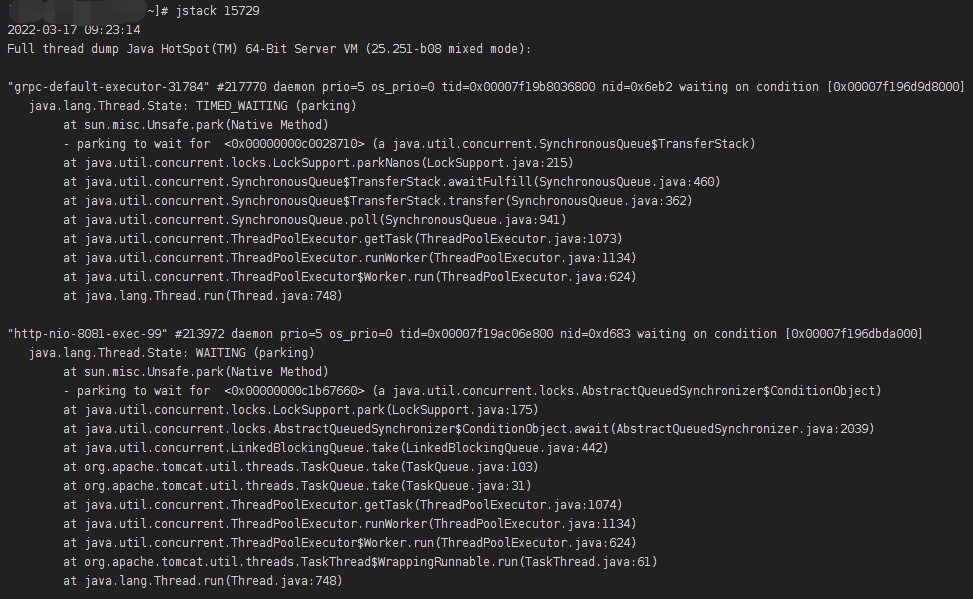 ~]# jstack 15729
2022-03-17 09:23:14
Full thread dump Java HotSpot(TM) 64-Bit Server VM (25.251-b08 mixed mode):
"grpc-default-executor-31784" #217770 daemon prio=5 os_prio=0 tid=0x00007f19b8036800 nid=0x6eb2 waiting on condition [0x00007f196d9d8000]
java.lang.Thread.State: TIMED_WAITING (parking)
at sun.misc.Unsafe.park(Native Method)
- parking to wait for  <0x00000000c0028710> (a java.util.concurrent.SynchronousQueue$TransferStack)
at java.util.concurrent.locks.LockSupport.parkNanos(LockSupport.java:215)
at java.util.concurrent.SynchronousQueue$TransferStack.awaitFulfill(SynchronousQueue.java:460)
at java.util.concurrent.SynchronousQueue$TransferStack.transfer(SynchronousQueue.java:362)
at java.util.concurrent.SynchronousQueue.poll(SynchronousQueue.java:941)
at java.util.concurrent.ThreadPoolExecutor.getTask(ThreadPoolExecutor.java:1073)
at java.util.concurrent.ThreadPoolExecutor.runWorker(ThreadPoolExecutor.java:1134)
at java.util.concurrent.ThreadPoolExecutor$Worker.run(ThreadPoolExecutor.java:624)
at java.lang.Thread.run(Thread.java:748)
"http-nio-8081-exec-99" #213972 daemon prio=5 os_prio=0 tid=0x00007f19ac06e800 nid=0xd683 waiting on condition [0x00007f196dbda000]
java.lang.Thread.State: WAITING (parking)
at sun.misc.Unsafe.park(Native Method)
- parking to wait for  <0x00000000c1b67660> (a java.util.concurrent.locks.AbstractQueuedSynchronizer$ConditionObject)
at java.util.concurrent.locks.LockSupport.park(LockSupport.java:175)
at java.util.concurrent.locks.AbstractQueuedSynchronizer$ConditionObject.await(AbstractQueuedSynchronizer.java:2039)
at java.util.concurrent.LinkedBlockingQueue.take(LinkedBlockingQueue.java:442)
at org.apache.tomcat.util.threads.TaskQueue.take(TaskQueue.java:103)
at org.apache.tomcat.util.threads.TaskQueue.take(TaskQueue.java:31)
at java.util.concurrent.ThreadPoolExecutor.getTask(ThreadPoolExecutor.java:1074)
at java.util.concurrent.ThreadPoolExecutor.runWorker(ThreadPoolExecutor.java:1134)
at java.util.concurrent.ThreadPoolExecutor$Worker.run(ThreadPoolExecutor.java:624)
at org.apache.tomcat.util.threads.TaskThread$WrappingRunnable.run(TaskThread.java:61)
at java.lang.Thread.run(Thread.java:748)